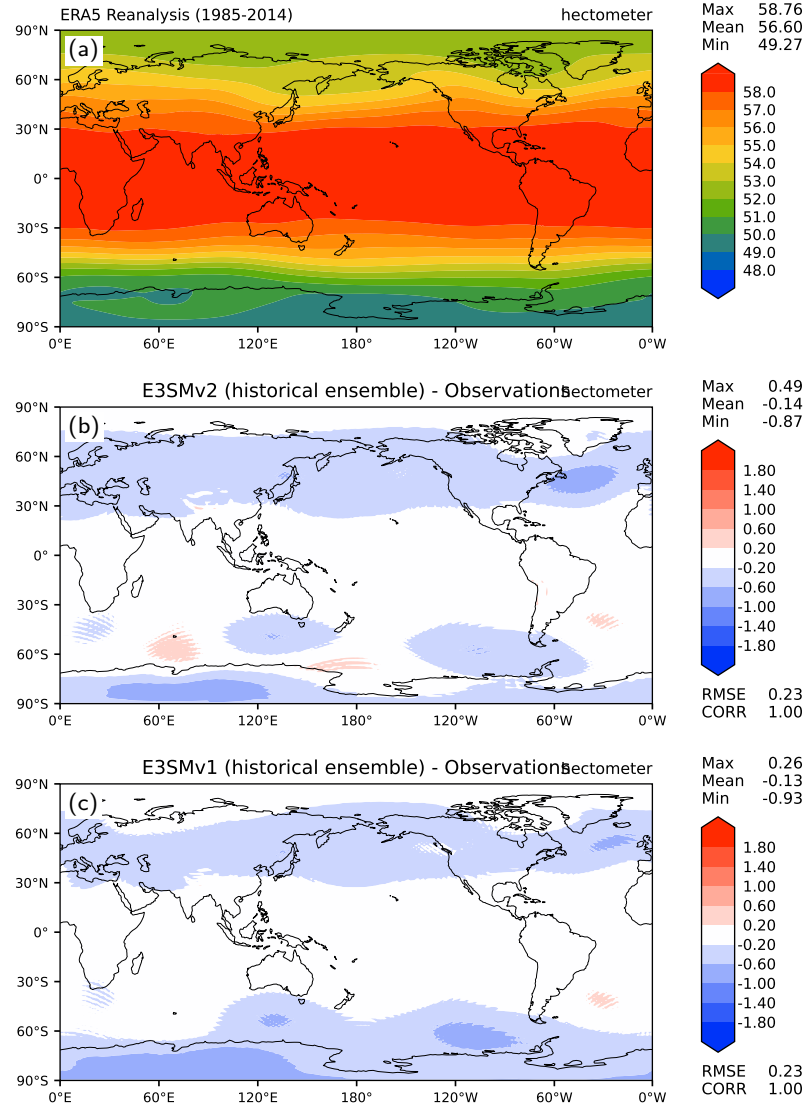 ERA5 Reanalysis (1985-2014) hectometer
Max 58.76
Mean 56.60
Min 49.27
(a)
90°N
60°N
30°N
0°
30°S
60°S
90°S
0°E 60°E 120°E 180° 120°W 60°W 0°W
58.0
57.0
56.0
55.0
54.0
53.0
52.0
51.0
50.0
49.0
48.0
E3SMv2 (historical ensemble) - Observations hectometer
Max 0.49
Mean -0.14
Min -0.87
(b)
90°N
60°N
30°N
0°
30°S
60°S
90°S
0°E 60°E 120°E 180° 120°W 60°W 0°W
1.80
1.40
1.00
0.60
0.20
-0.20
-0.60
-1.00
-1.40
-1.80
RMSE 0.23
CORR 1.00
E3SMv1 (historical ensemble) - Observations hectometer
Max 0.26
Mean -0.13
Min -0.93
(c)
90°N
60°N
30°N
0°
30°S
60°S
90°S
0°E 60°E 120°E 180° 120°W 60°W 0°W
1.80
1.40
1.00
0.60
0.20
-0.20
-0.60
-1.00
-1.40
-1.80
RMSE 0.23
CORR 1.00